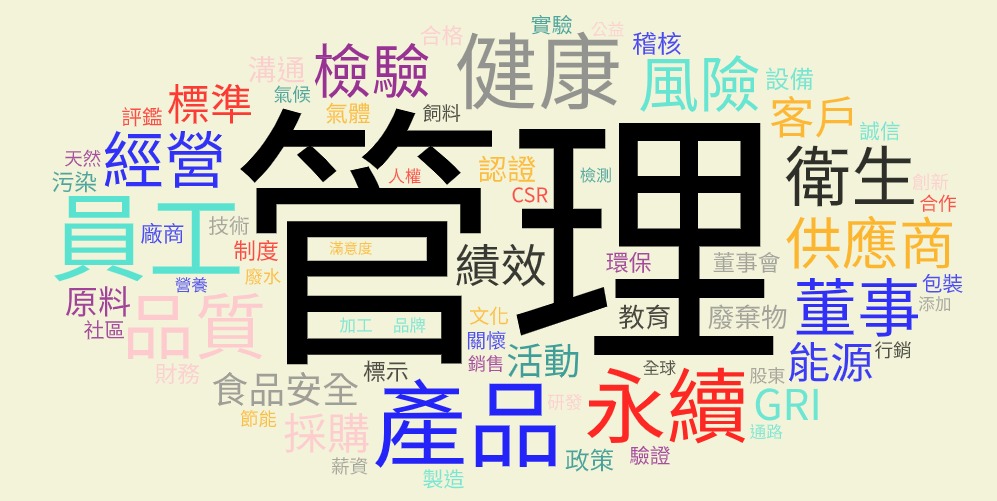 實驗
公益
合格
健康
稽核
檢驗
溝通
風險
設備
氣候
標準
評鑑
氣體
飼料
客戶
誠信
管理
經營
天然
污染
人權
認證
檢測
CSR
衛生
創新
合作
員工
技術
廠商
制度
滿意度
績效
環保
董事會
供應商
廢水
營養
原料
社區
品質
加工
品牌
文化
教育
廢棄物
董事
包裝
添加
關懷
活動
銷售
能源
行銷
財務
標示
全球
股東
食品安全
節能
採購
產品
研發
永續
GRI
通路
薪資
製造
政策
驗證